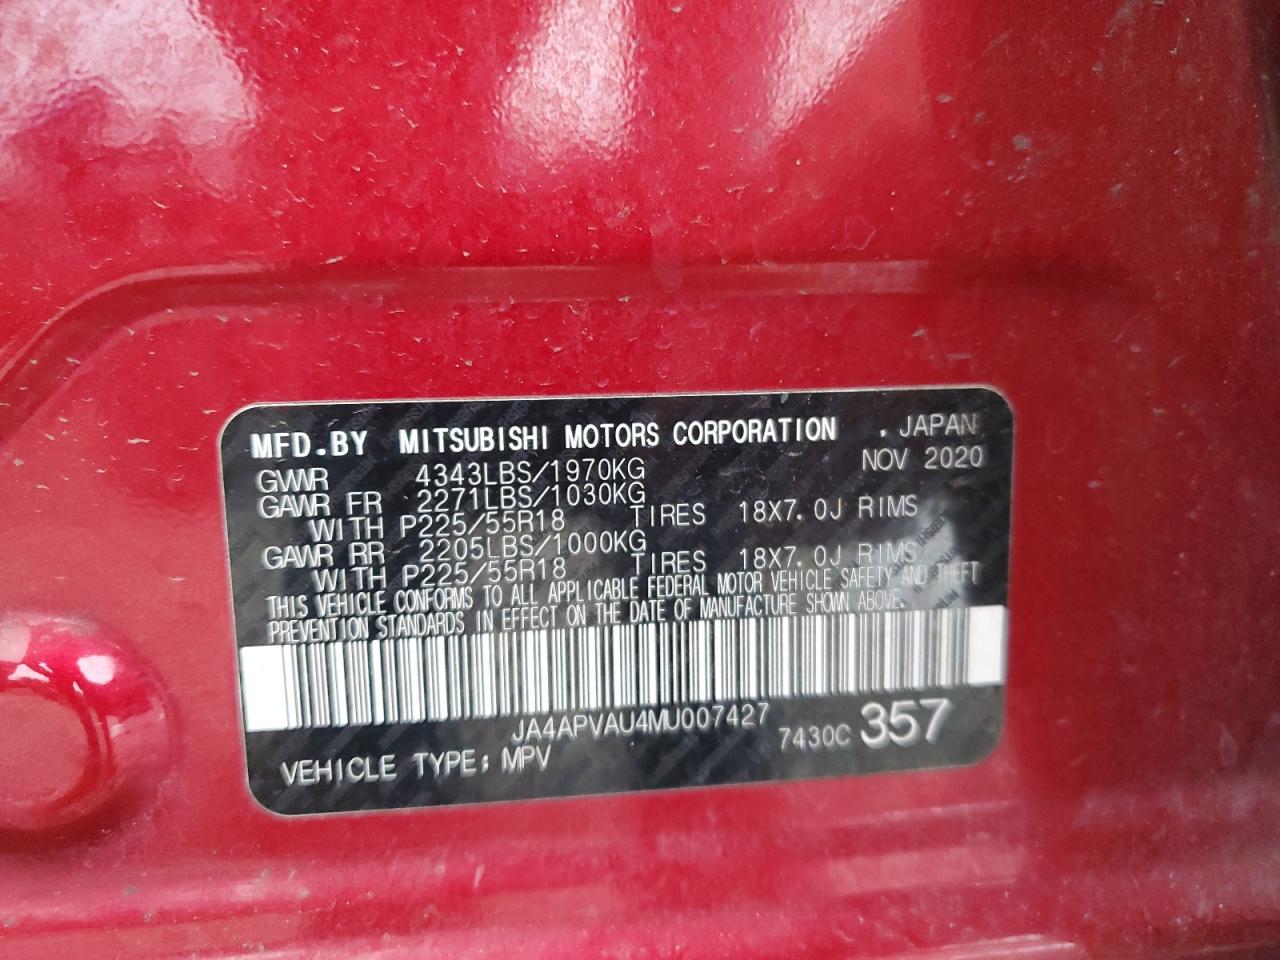 MFD.BY MITSUBISHI MOTORS CORPORATION . JAPAN
GVWR 4343LBS/1970KG NOV 2020
GAWR FR 2271LBS/1030KG
WITH P225/55R18 TIRES 18X7.0J RIMS
GAWR RR 2205LBS/1000KG
WITH P225/55R18 TIRES 18X7.0J RIMS
THIS VEHICLE CONFORMS TO ALL APPLICABLE FEDERAL MOTOR VEHICLE SAFETY AND THEFT
PREVENTION STANDARDS IN EFFECT ON THE DATE OF MANUFACTURE SHOWN ABOVE.
JA4APVAU4MU007427 7430C 357
VEHICLE TYPE: MPV